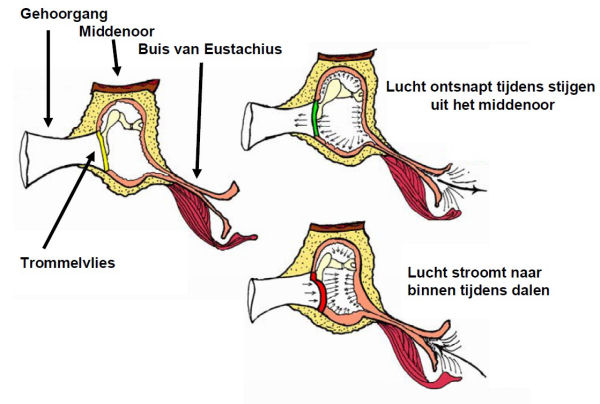 Gehoorgang
Middenoor
Buis van Eustachius
Trommelvlies
Lucht ontsnapt tijdens stijgen
uit het middenoor
Lucht stroomt naar
binnen tijdens dalen